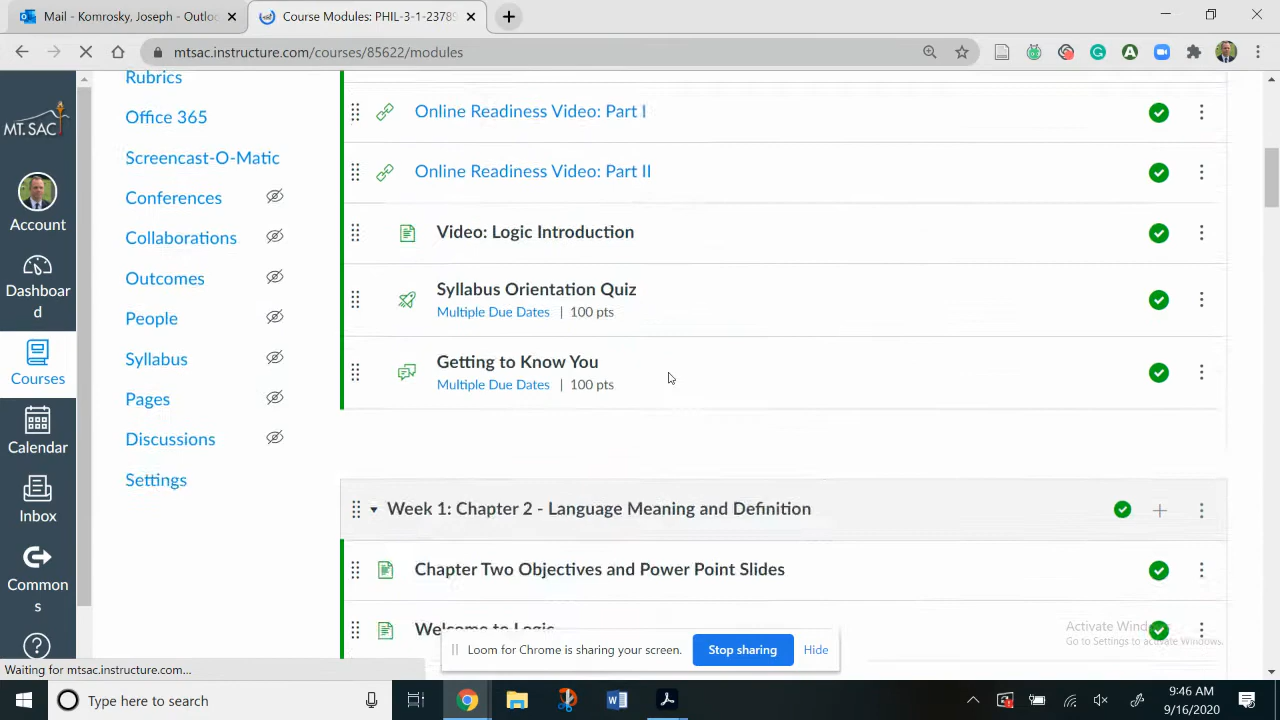 Mail - Komrosky, Joseph - Outlo
Course Modules: PHIL-3-1-23789
mtsac.instructure.com/courses/85622/modules
MT. SAC
Account
Dashboar
d
Courses
Calendar
Inbox
Common
s
Rubrics
Office 365
Screencast-O-Matic
Conferences
Collaborations
Outcomes
People
Syllabus
Pages
Discussions
Settings
Online Readiness Video: Part I
Online Readiness Video: Part II
Video: Logic Introduction
Syllabus Orientation Quiz
Multiple Due Dates | 100 pts
Getting to Know You
Multiple Due Dates | 100 pts
Week 1: Chapter 2 - Language Meaning and Definition
Chapter Two Objectives and Power Point Slides
Welcome to Logic
Activate Windows
Go to Settings to activate Windows.
Loom for Chrome is sharing your screen.
Stop sharing
Hide
Waiting for mtsac.instructure.com...
Type here to search
9:46 AM
9/16/2020